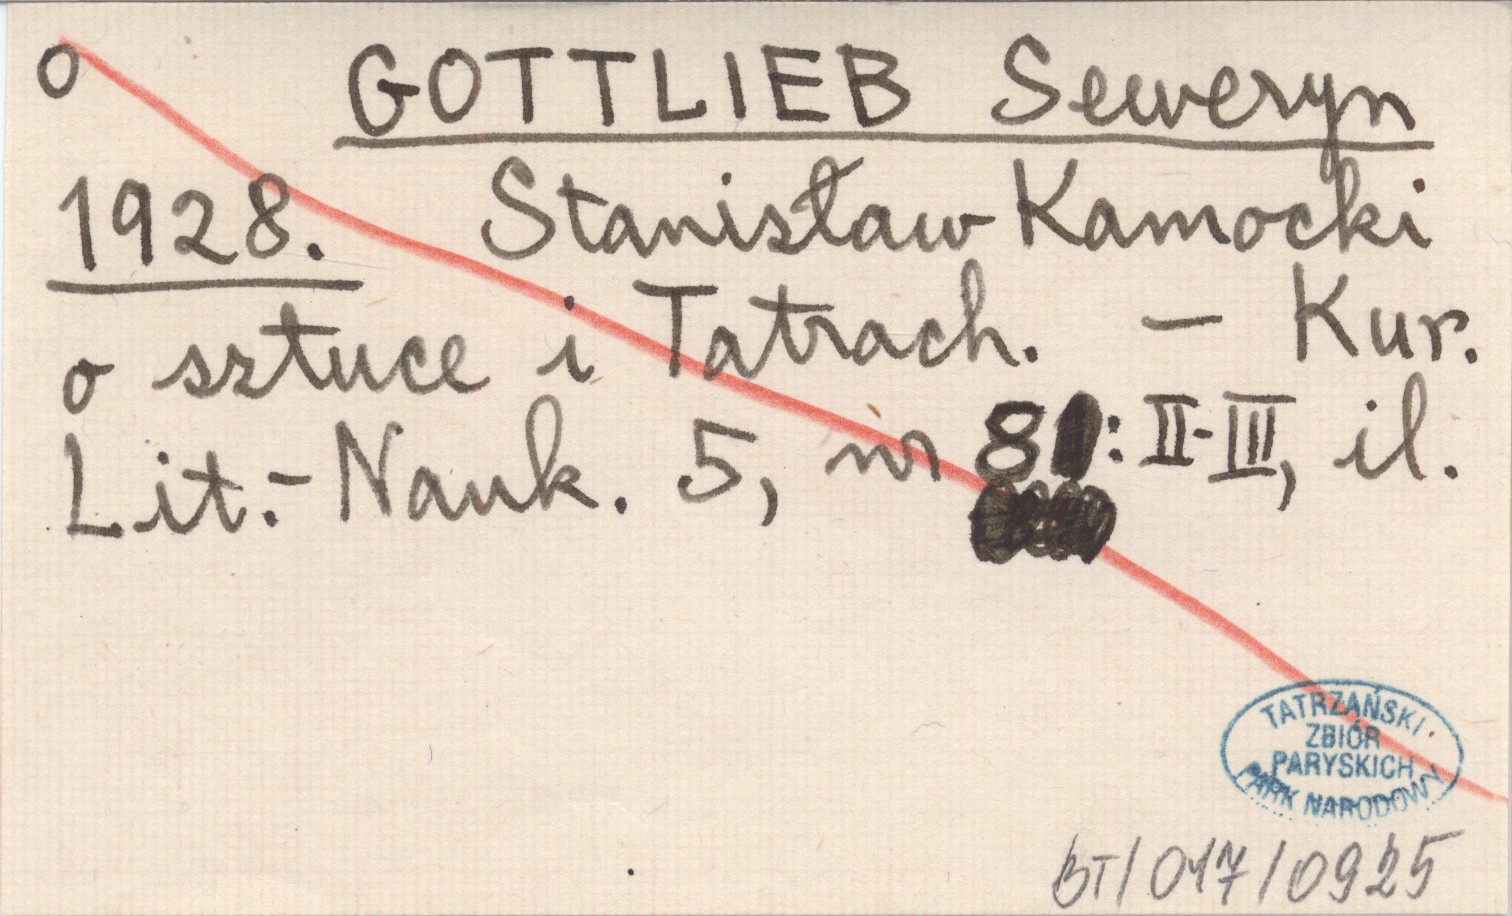 o GOTTLIEB Seweryn
1928. Stanisław Kamocki
o sztuce i Tatrach. – Kur.
Lit.-Nauk. 5, nr 8 : II-III, il.
TATRZAŃSKI
ZBIÓR
PARYSKICH
PARK NARODOWY
BT/017/0925